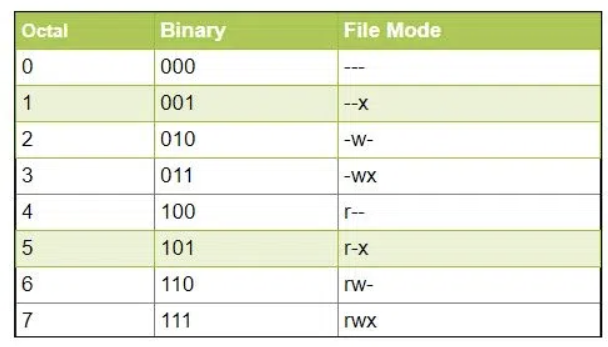 Octal Binary File Mode
0 000 ---
1 001 --x
2 010 -w-
3 011 -wx
4 100 r--
5 101 r-x
6 110 rw-
7 111 rwx